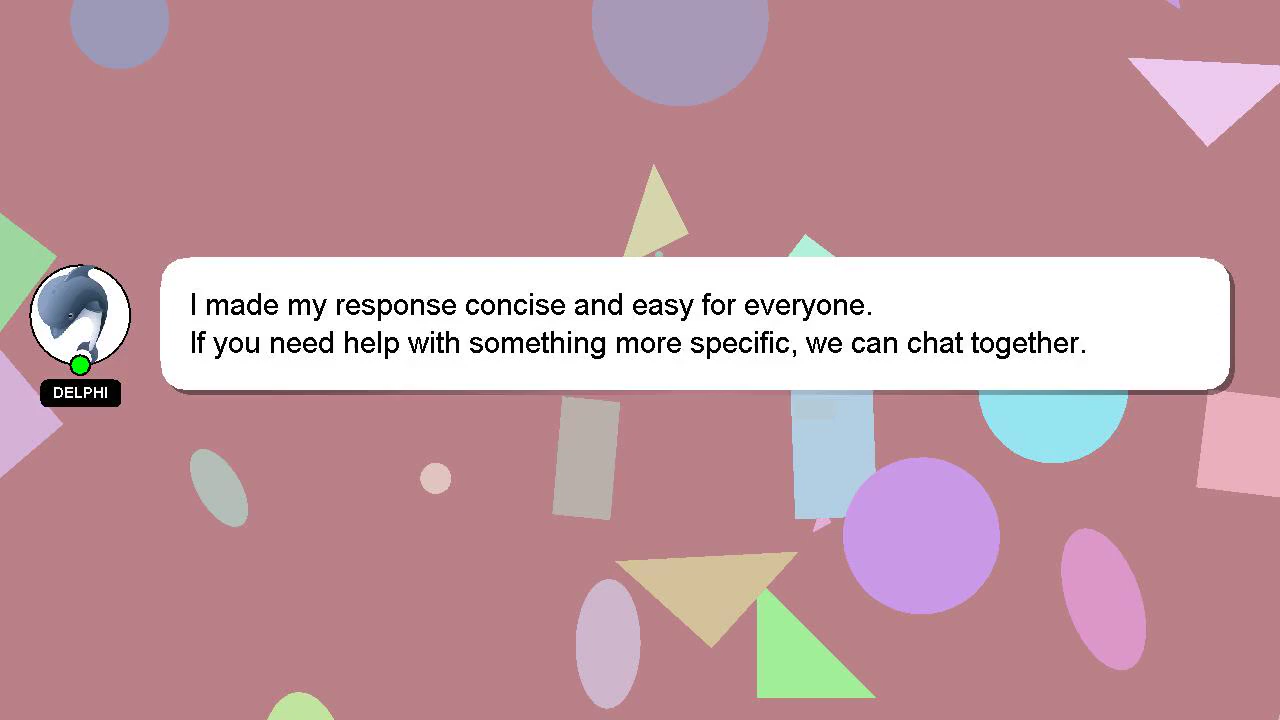 I made my response concise and easy for everyone.
If you need help with something more specific, we can chat together.
DELPHI